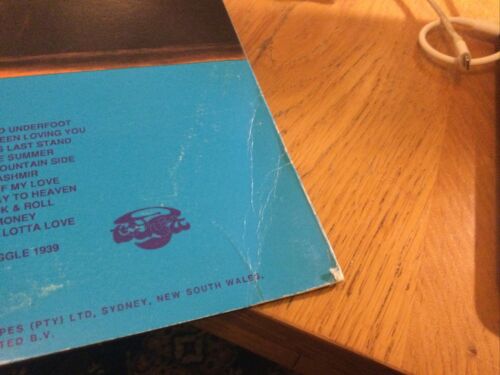 D UNDERFOOT
EEN LOVING YOU
S LAST STAND
E SUMMER
OUNTAIN SIDE
ASHMIR
F MY LOVE
AY TO HEAVEN
K & ROLL
MONEY
LOTTA LOVE
GGLE 1939
PES (PTY) LTD, SYDNEY, NEW SOUTH WALES,
TED B.V.